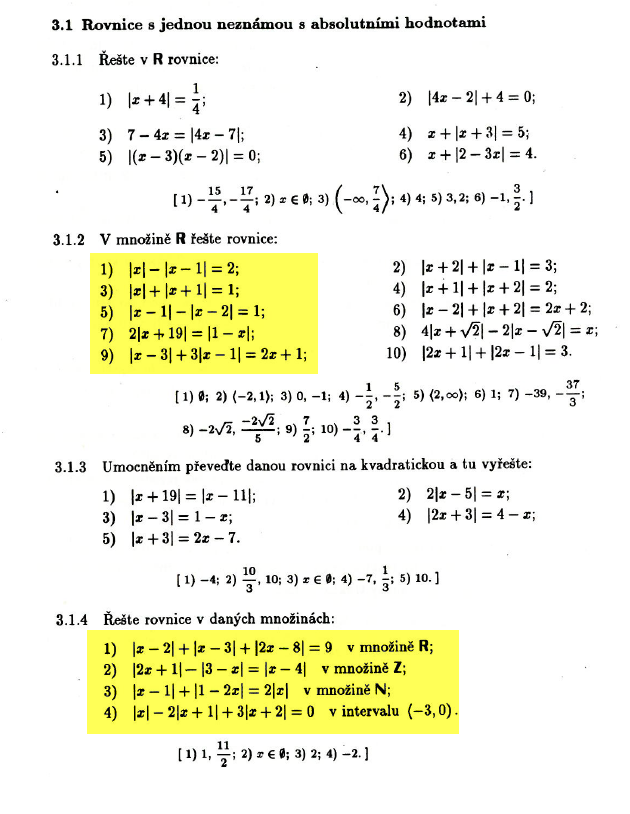 3.1 Rovnice s jednou neznámou s absolutními hodnotami
3.1.1 Řešte v R rovnice:
1) |x + 4| = 1/4; 2) |4x − 2| + 4 = 0;
3) 7 − 4x = |4x − 7|; 4) x + |x + 3| = 5;
5) |(x − 3)(x − 2)| = 0; 6) x + |2 − 3x| = 4.
[ 1) −15/4, −17/4; 2) x ∈ ∅; 3) (−∞, 7/4⟩; 4) 4; 5) 3, 2; 6) −1, 3/2. ]
3.1.2 V množině R řešte rovnice:
1) |x| − |x − 1| = 2; 2) |x + 2| + |x − 1| = 3;
3) |x| + |x + 1| = 1; 4) |x + 1| + |x + 2| = 2;
5) |x − 1| − |x − 2| = 1; 6) |x − 2| + |x + 2| = 2x + 2;
7) 2|x + 19| = |1 − x|; 8) 4|x + √2| − 2|x − √2| = x;
9) |x − 3| + 3|x − 1| = 2x + 1; 10) |2x + 1| + |2x − 1| = 3.
[ 1) ∅; 2) ⟨−2, 1⟩; 3) 0, −1; 4) −1/2, −5/2; 5) ⟨2, ∞); 6) 1; 7) −39, −37/3;
8) −2√2, −2√2/5; 9) 7/2; 10) −3/4, 3/4. ]
3.1.3 Umocněním převeďte danou rovnici na kvadratickou a tu vyřešte:
1) |x + 19| = |x − 11|; 2) 2|x − 5| = x;
3) |x − 3| = 1 − x; 4) |2x + 3| = 4 − x;
5) |x + 3| = 2x − 7.
[ 1) −4; 2) 10/3, 10; 3) x ∈ ∅; 4) −7, 1/3; 5) 10. ]
3.1.4 Řešte rovnice v daných množinách:
1) |x − 2| + |x − 3| + |2x − 8| = 9 v množině R;
2) |2x + 1| − |3 − x| = |x − 4| v množině Z;
3) |x − 1| + |1 − 2x| = 2|x| v množině N;
4) |x| − 2|x + 1| + 3|x + 2| = 0 v intervalu (−3, 0).
[ 1) 1, 11/2; 2) x ∈ ∅; 3) 2; 4) −2. ]